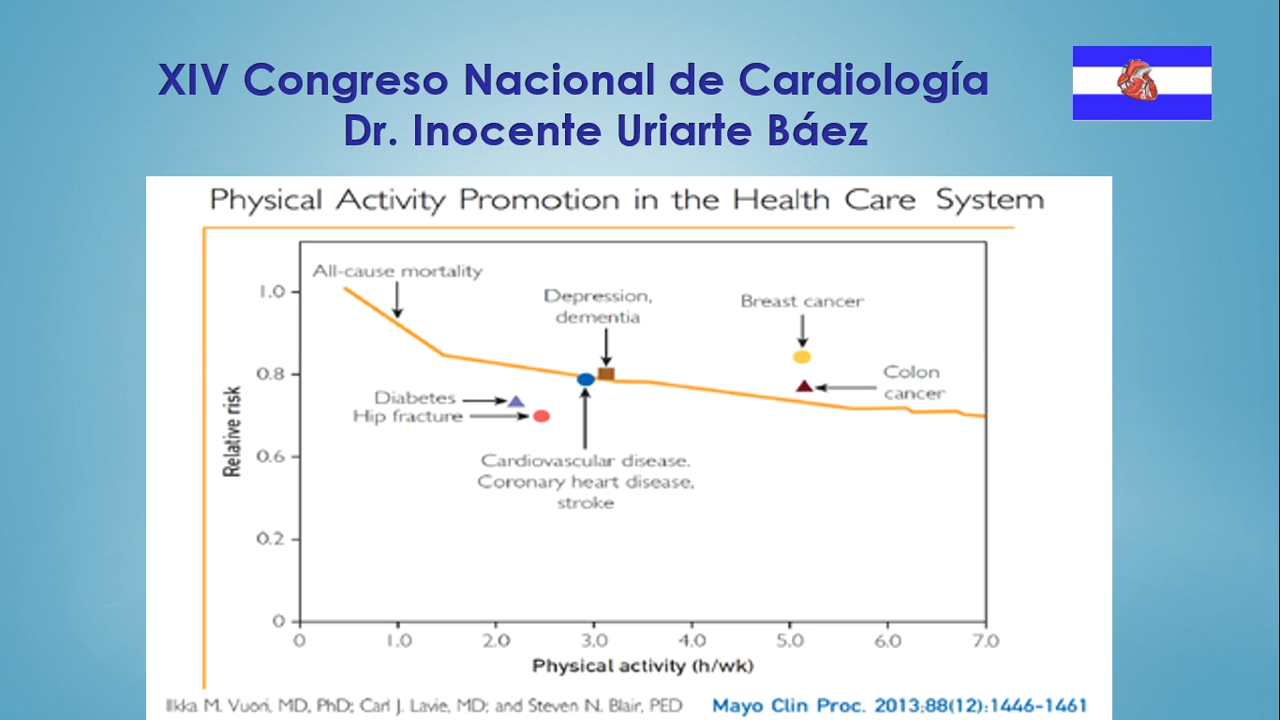 XIV Congreso Nacional de Cardiología
Dr. Inocente Uriarte Báez
Physical Activity Promotion in the Health Care System
All-cause mortality
Depression,
dementia
Breast cancer
Colon
cancer
Diabetes
Hip fracture
Cardiovascular disease.
Coronary heart disease,
stroke
Relative risk
1.0
0.8
0.6
0.2
0
0 1.0 2.0 3.0 4.0 5.0 6.0 7.0
Physical activity (h/wk)
Ilkka M. Vuori, MD, PhD; Carl J. Lavie, MD; and Steven N. Blair, PED Mayo Clin Proc. 2013;88(12):1446-1461